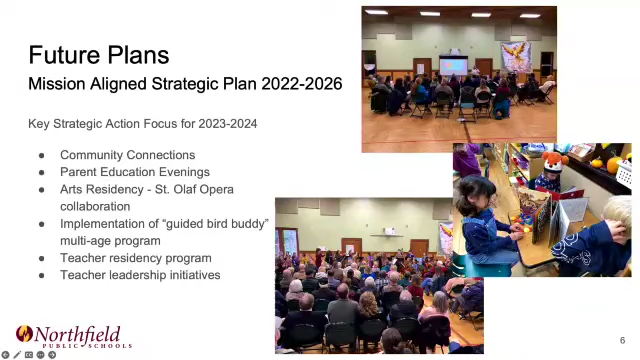 Future Plans
Mission Aligned Strategic Plan 2022-2026
Key Strategic Action Focus for 2023-2024
● Community Connections
● Parent Education Evenings
● Arts Residency - St. Olaf Opera
collaboration
● Implementation of “guided bird buddy”
multi-age program
● Teacher residency program
● Teacher leadership initiatives
Northfield
PUBLIC SCHOOLS
6